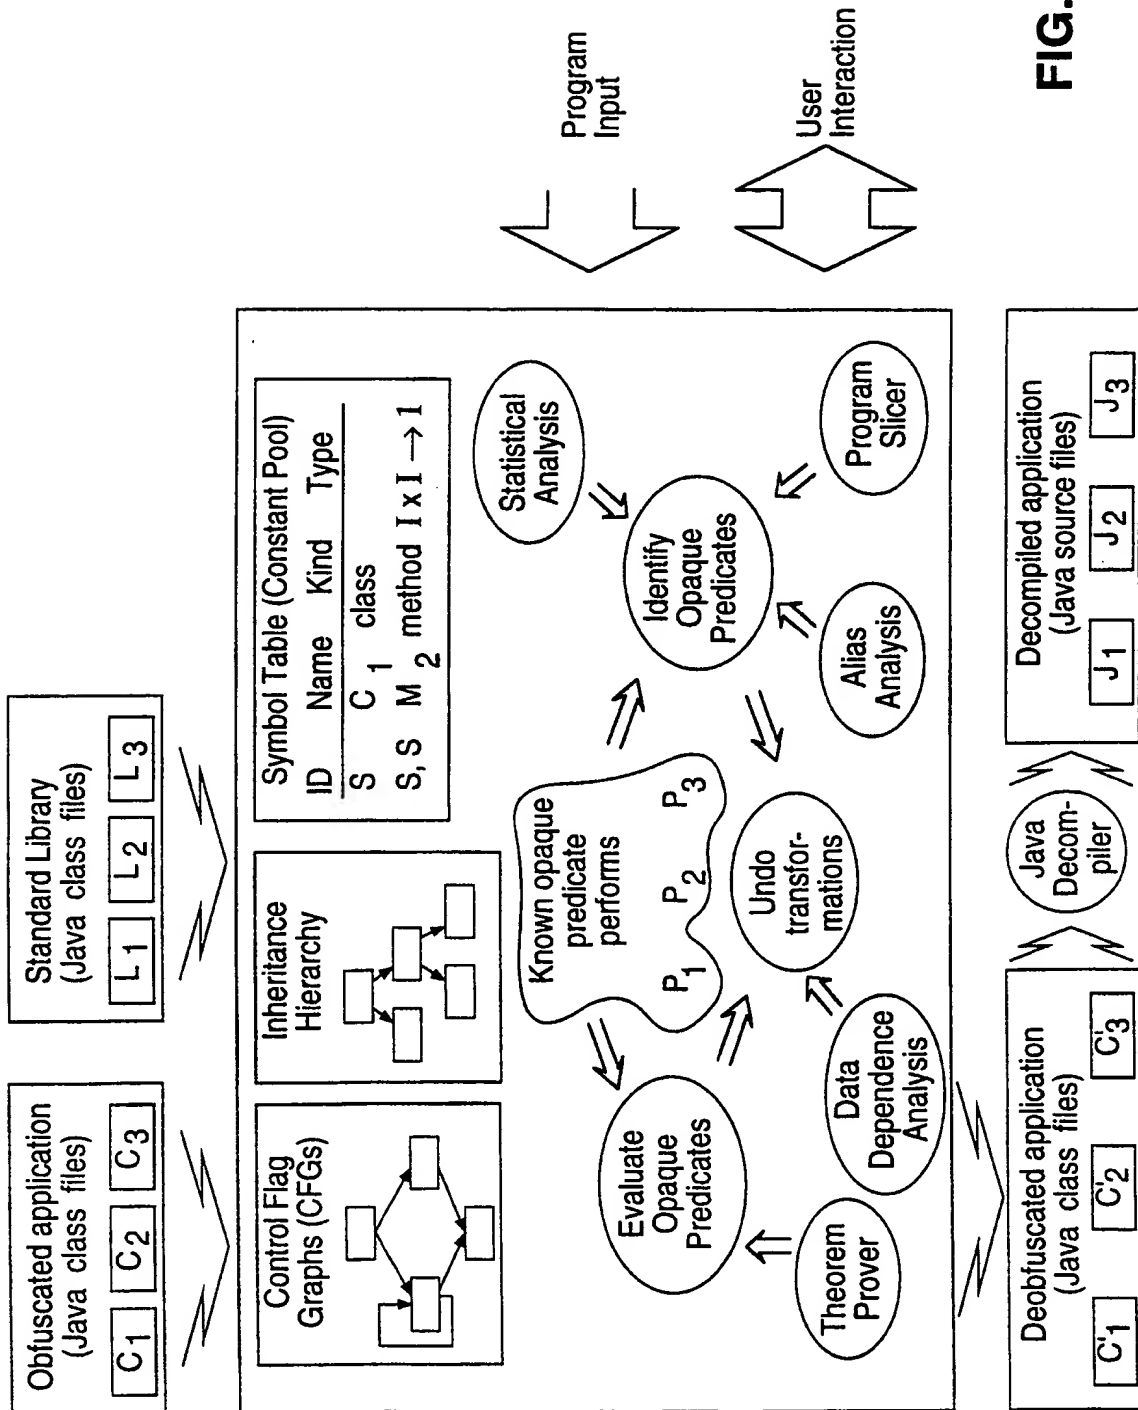 Obfuscated application
(Java class files)
C1 C2 C3
Standard Library
(Java class files)
L1 L2 L3
Control Flag
Graphs (CFGs)
Inheritance
Hierarchy
Symbol Table (Constant Pool)
ID Name Kind Type
S C1 class
S, S M2 method I x I → 1
Known opaque
predicate
performs
P1 P2 P3
Evaluate
Opaque
Predicates
Identify
Opaque
Predicates
Statistical
Analysis
Undo
transfor-
mations
Theorem
Prover
Data
Dependence
Analysis
Alias
Analysis
Program
Slicer
Program
Input
User
Interaction
Deobfuscated application
(Java class files)
C'1 C'2 C'3
Java
Decom-
piler
Decompiled application
(Java source files)
J1 J2 J3
FIG.